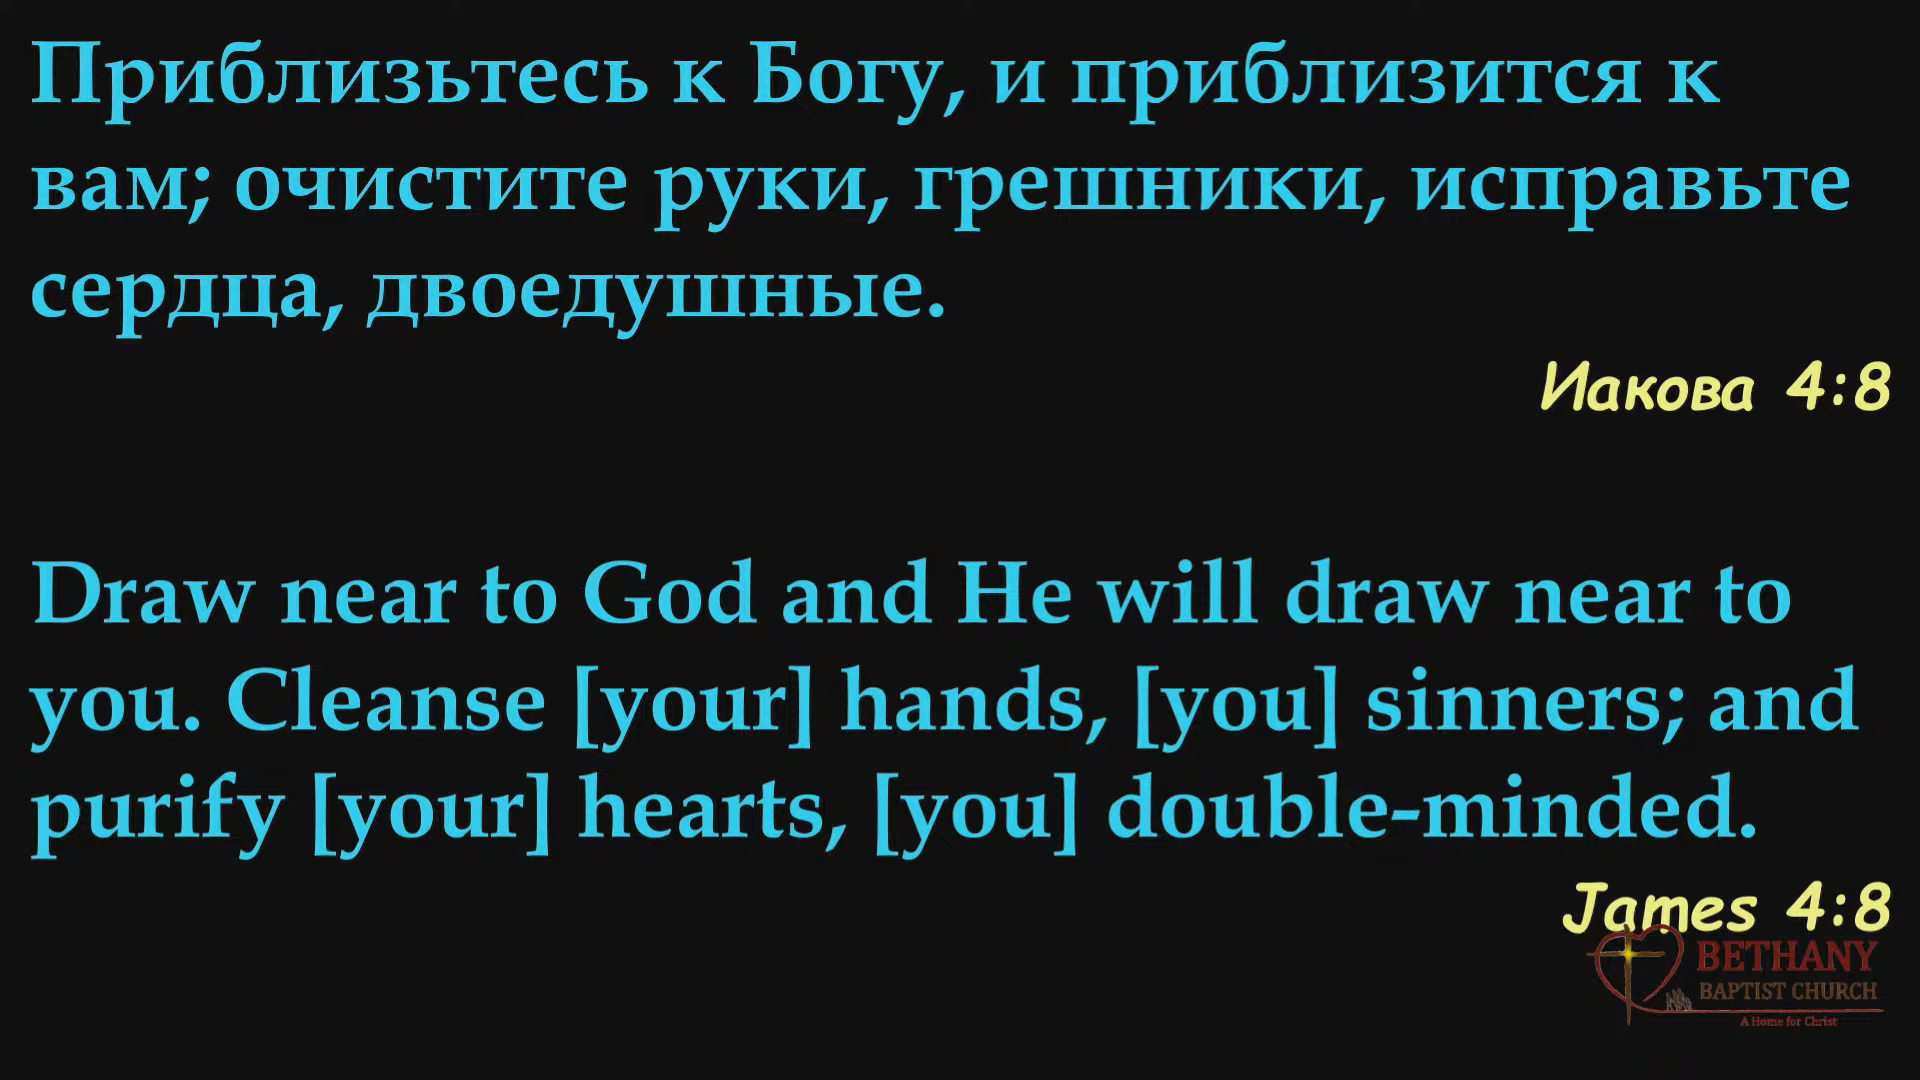 Приблизьтесь к Богу, и приблизится к
вам; очистите руки, грешники, исправьте
сердца, двоедушные.
Иакова 4:8
Draw near to God and He will draw near to
you. Cleanse [your] hands, [you] sinners; and
purify [your] hearts, [you] double-minded.
James 4:8
BETHANY
BAPTIST CHURCH
A Home for Christ